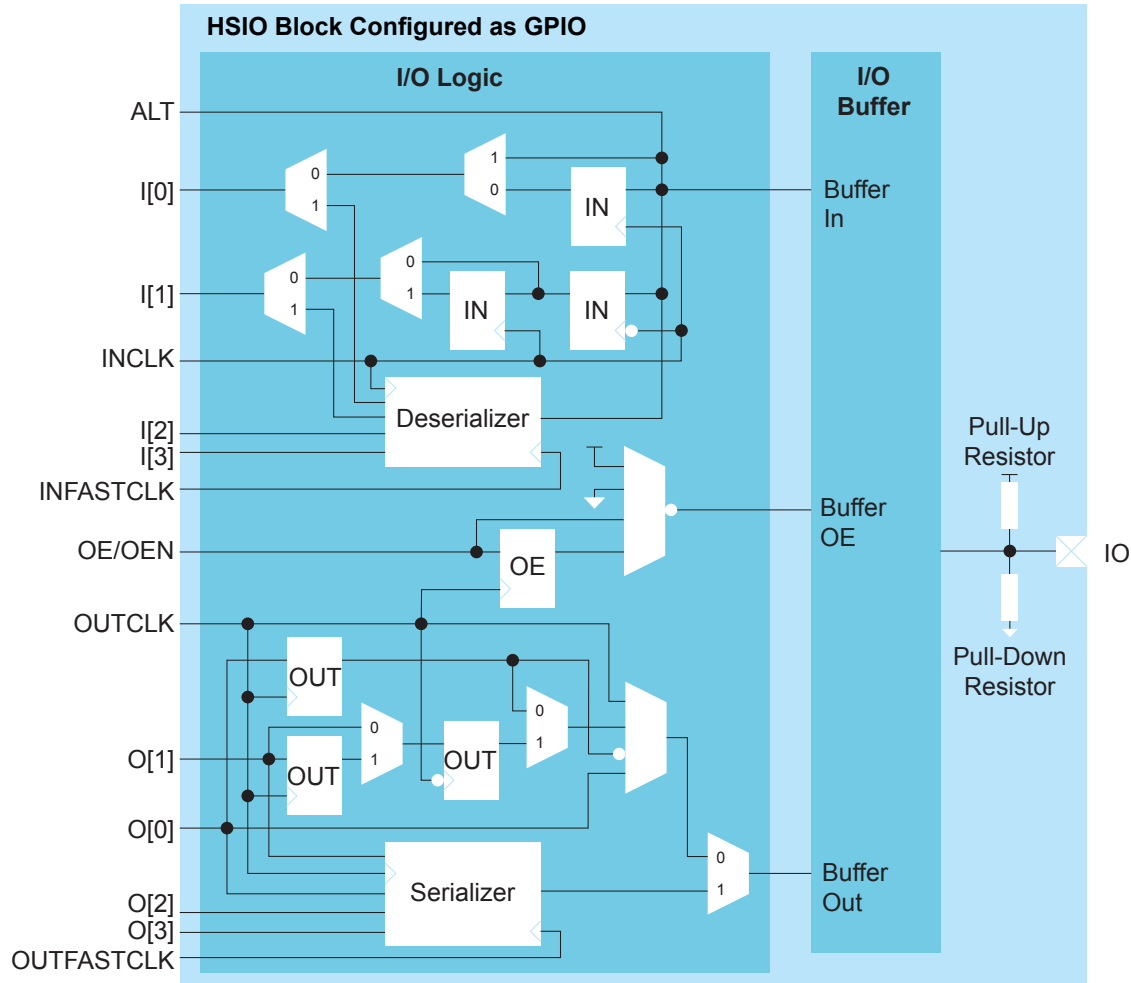 HSIO Block Configured as GPIO
I/O Logic
I/O
Buffer
ALT
1
0
0
1
I[0]
IN
Buffer
In
0
1
0
1
I[1]
IN
IN
INCLK
Deserializer
I[2]
I[3]
INFASTCLK
Pull-Up
Resistor
Buffer
OE
OE/OEN
OE
IO
OUTCLK
OUT
Pull-Down
Resistor
0
1
0
1
OUT
OUT
O[1]
O[0]
0
1
Serializer
Buffer
Out
O[2]
O[3]
OUTFASTCLK